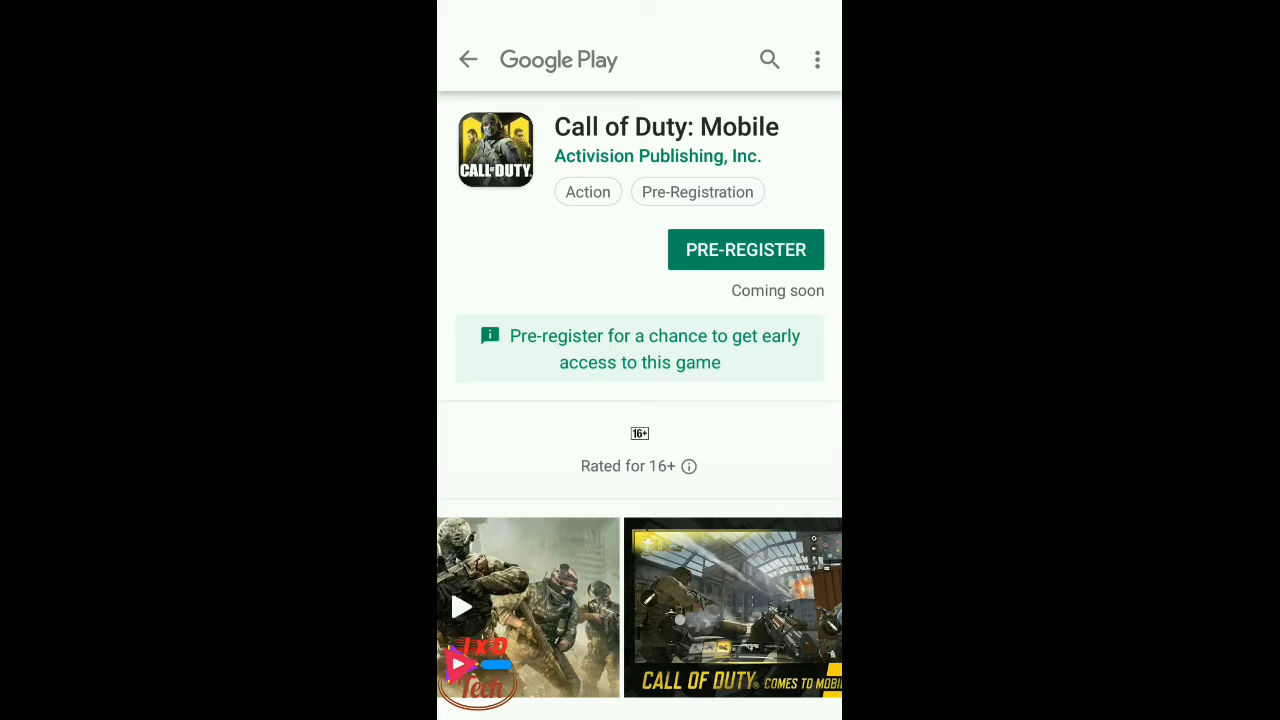 Google Play
Call of Duty: Mobile
Activision Publishing, Inc.
CALL OF DUTY
Action
Pre-Registration
PRE-REGISTER
Coming soon
Pre-register for a chance to get early
access to this game
16+
Rated for 16+
CALL OF DUTY® COMES TO MOBI
Tech